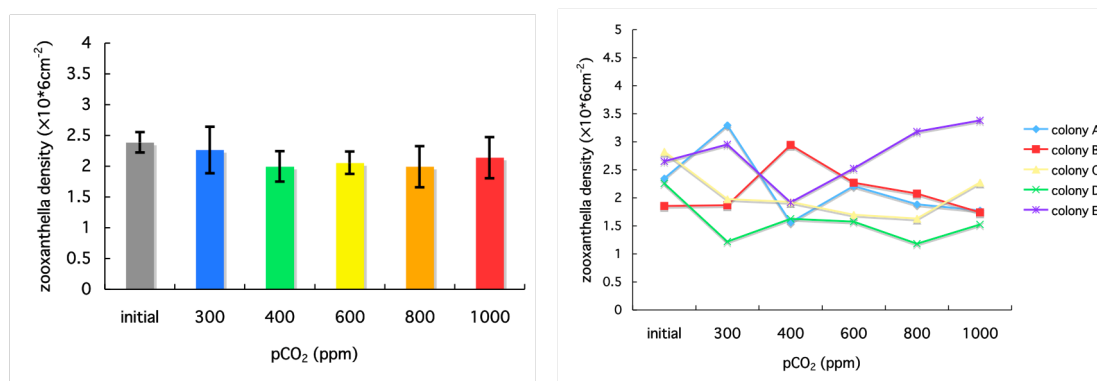 zooxanthella density (×10*6cm-2)
4
3.5
3
2.5
2
1.5
1
0.5
0
initial 300 400 600 800 1000
pCO2 (ppm)
zooxanthella density (×10*6cm-2)
5
4.5
4
3.5
3
2.5
2
1.5
1
0.5
0
initial 300 400 600 800 1000
pCO2 (ppm)
colony A
colony B
colony C
colony D
colony E